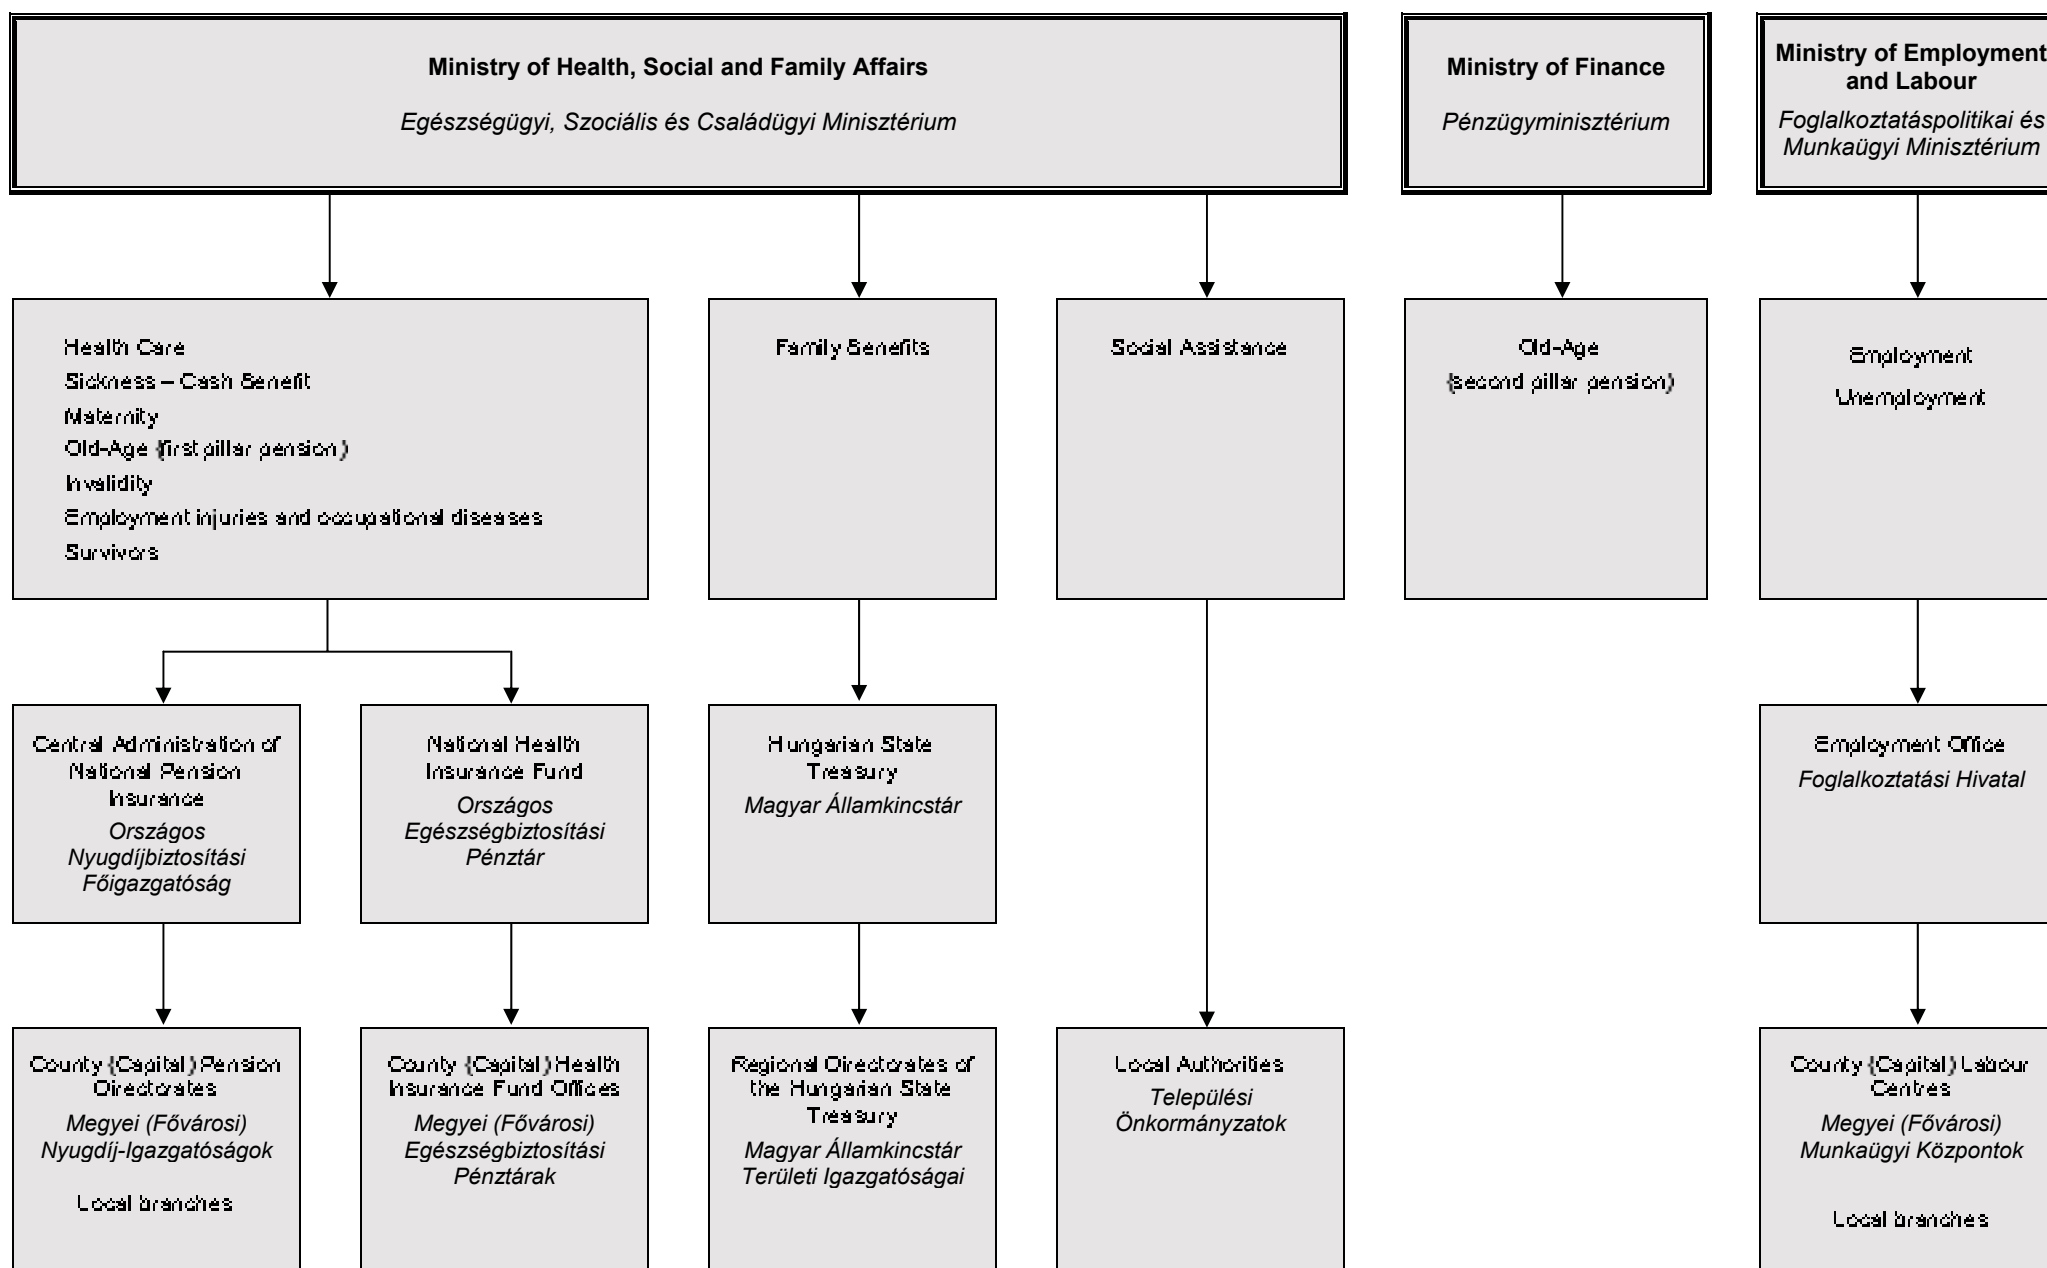 Ministry of Health, Social and Family Affairs
Egészségügyi, Szociális és Családügyi Minisztérium
Ministry of Finance
Pénzügyminisztérium
Ministry of Employment
and Labour
Foglalkoztatáspolitikai és
Munkaügyi Minisztérium
Health Care
Sickness – Cash Benefit
Maternity
Old-Age (first pillar pension)
Invalidity
Employment injuries and occupational diseases
Survivors
Family Benefits
Social Assistance
Old-Age
(second pillar pension)
Employment
Unemployment
Central Administration of
National Pension
Insurance
Országos
Nyugdíjbiztosítási
Főigazgatóság
National Health
Insurance Fund
Országos
Egészségbiztosítási
Pénztár
Hungarian State
Treasury
Magyar Államkincstár
Employment Office
Foglalkoztatási Hivatal
County (Capital) Pension
Directorates
Megyei (Fővárosi)
Nyugdíj-Igazgatóságok
Local branches
County (Capital) Health
Insurance Fund Offices
Megyei (Fővárosi)
Egészségbiztosítási
Pénztárak
Regional Directorates of
the Hungarian State
Treasury
Magyar Államkincstár
Területi Igazgatóságai
Local Authorities
Települési
Önkormányzatok
County (Capital) Labour
Centres
Megyei (Fővárosi)
Munkaügyi Központok
Local branches